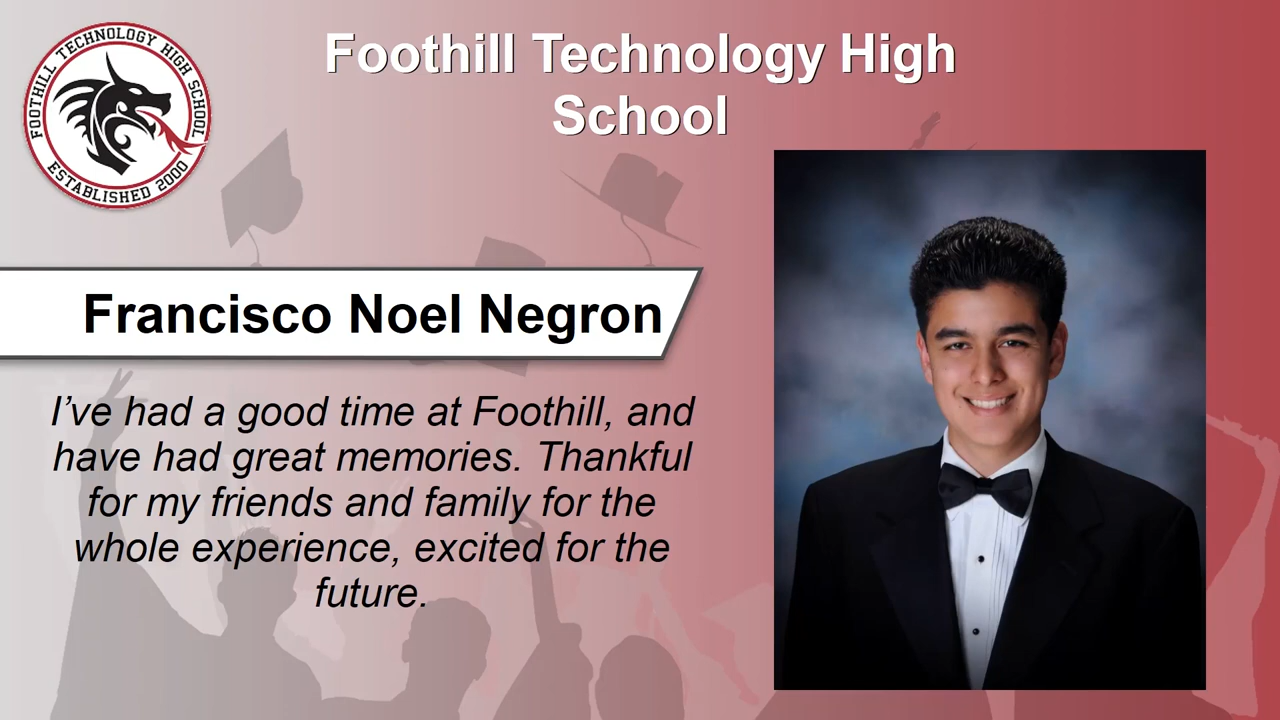 FOOTHILL TECHNOLOGY HIGH SCHOOL
ESTABLISHED 2000
Foothill Technology High
School
Francisco Noel Negron
I’ve had a good time at Foothill, and
have had great memories. Thankful
for my friends and family for the
whole experience, excited for the
future.